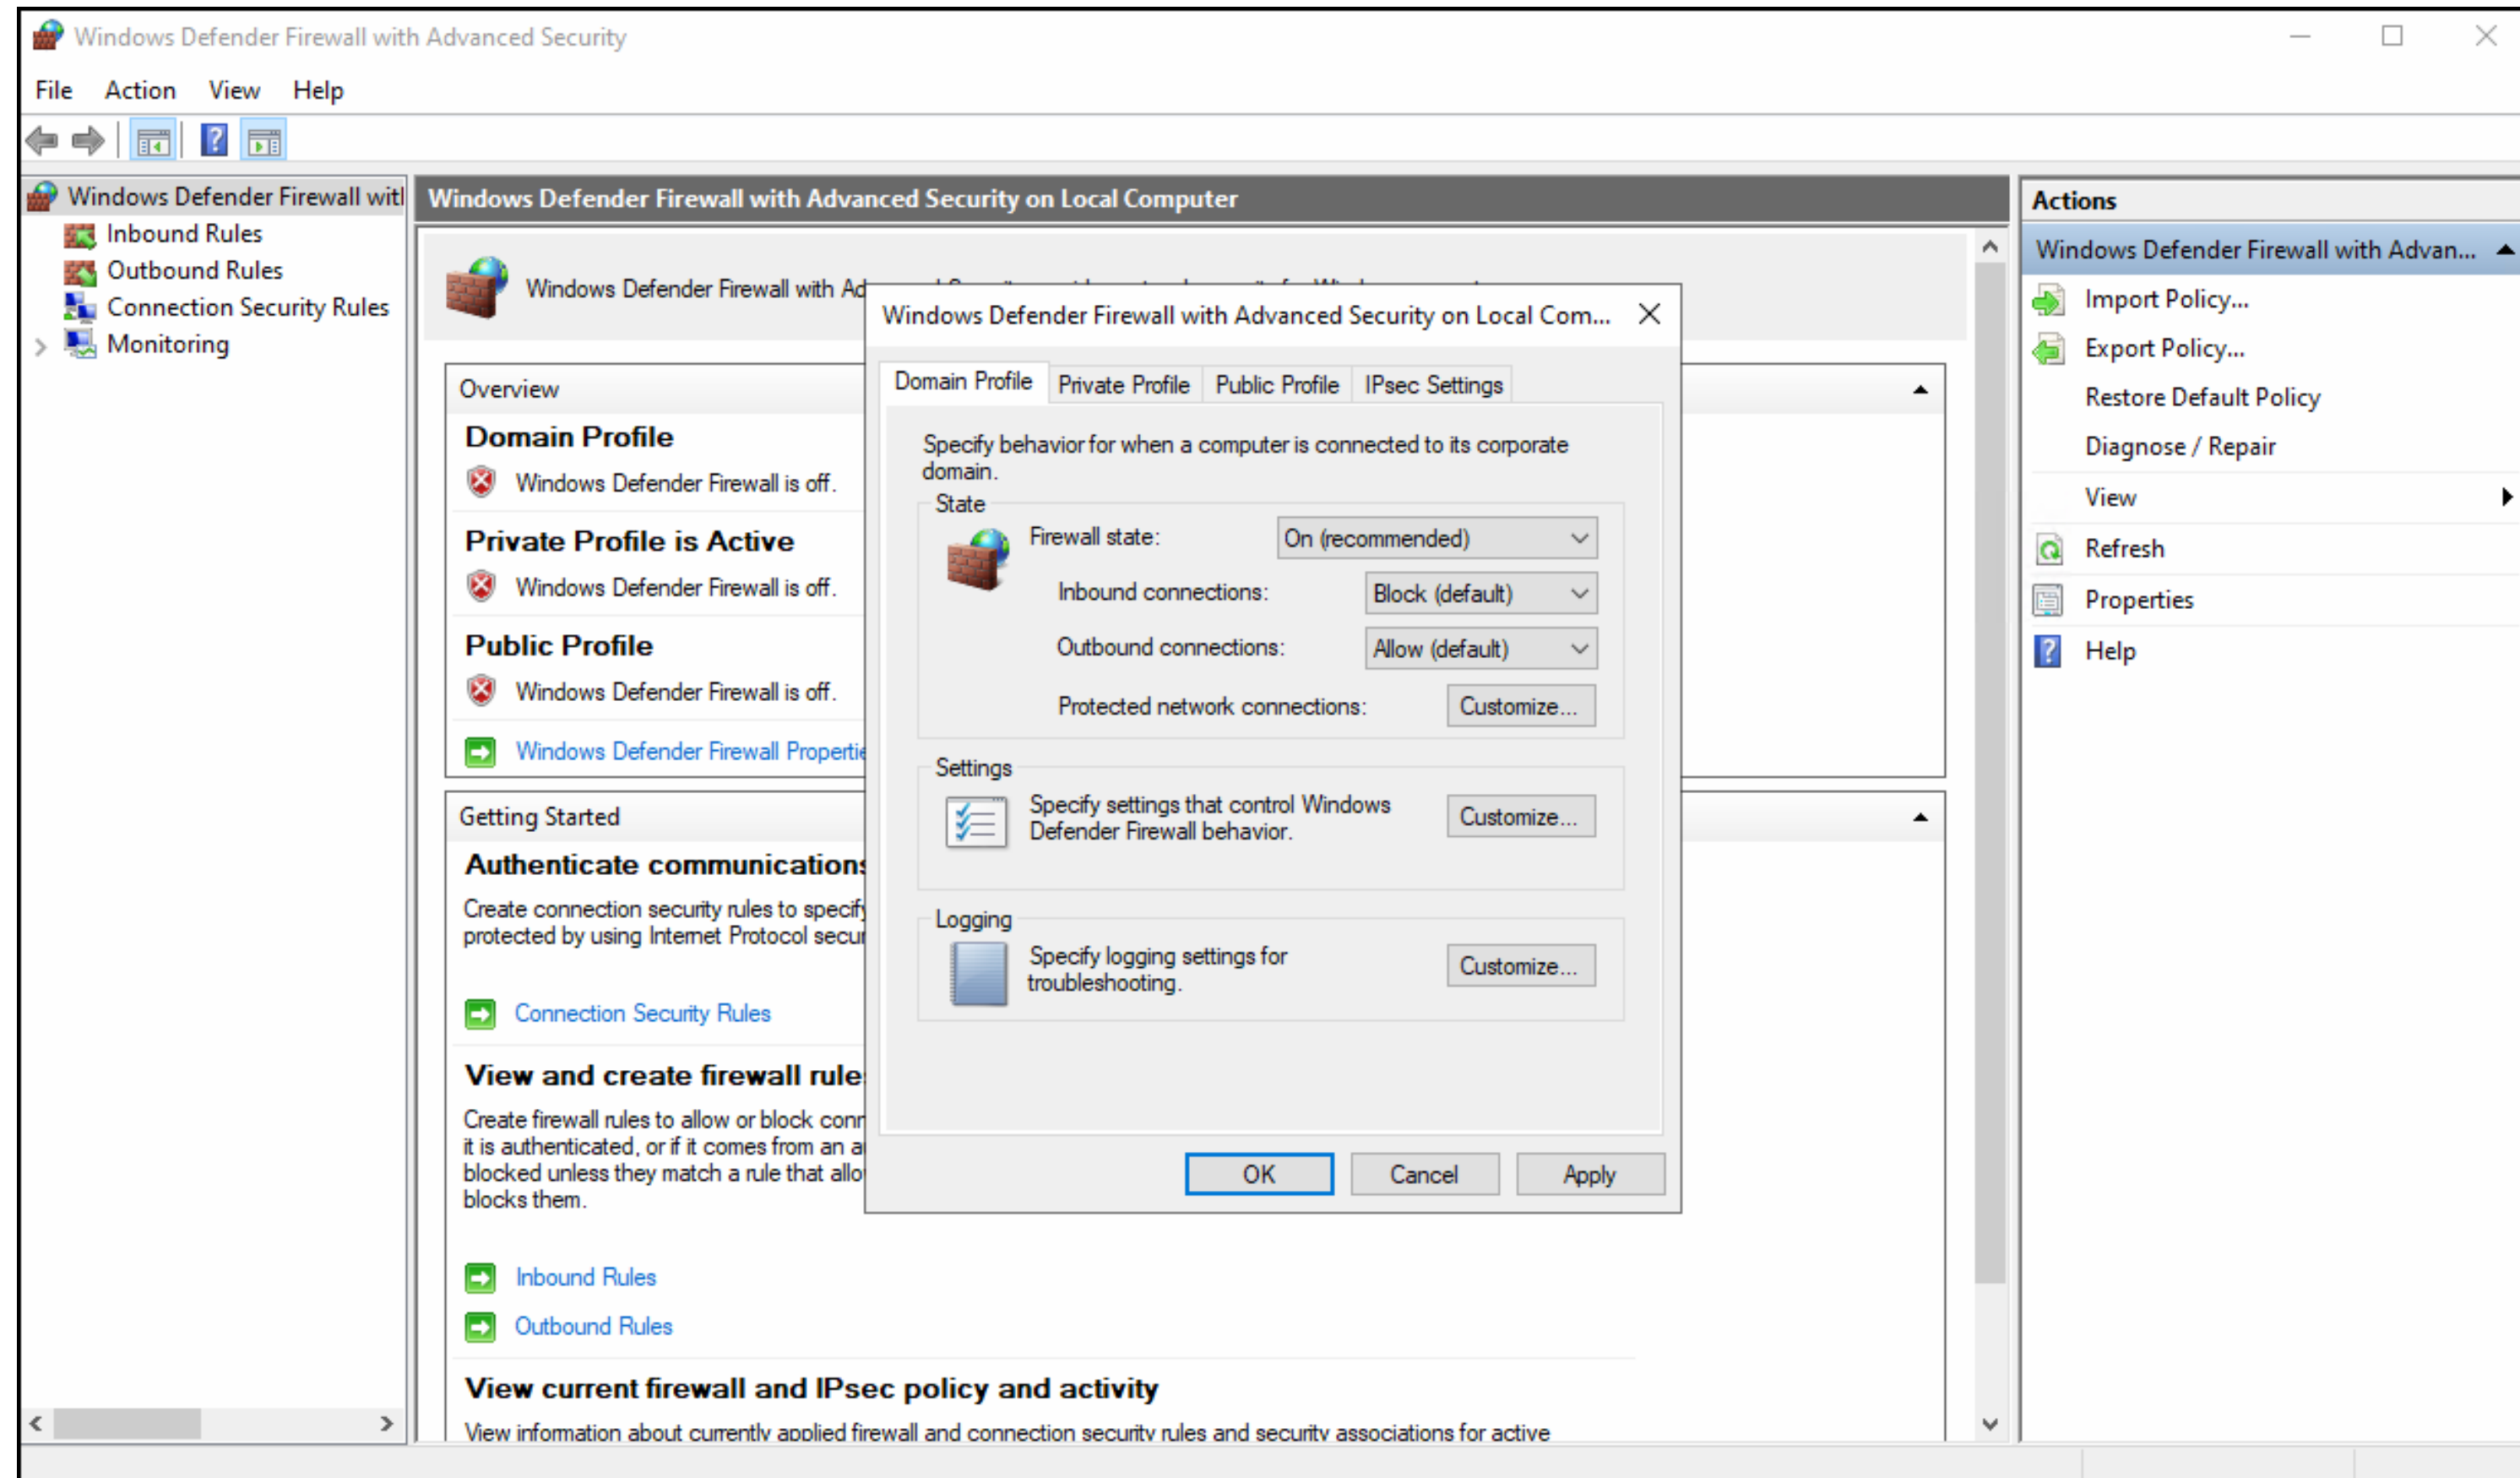 Windows Defender Firewall with Advanced Security
File Action View Help
Windows Defender Firewall with
Inbound Rules
Outbound Rules
Connection Security Rules
Monitoring
Windows Defender Firewall with Advanced Security on Local Computer
Windows Defender Firewall with Ad
Overview
Domain Profile
Windows Defender Firewall is off.
Private Profile is Active
Windows Defender Firewall is off.
Public Profile
Windows Defender Firewall is off.
Windows Defender Firewall Propertie
Getting Started
Authenticate communications
Create connection security rules to specify
protected by using Internet Protocol secur
Connection Security Rules
View and create firewall rule
Create firewall rules to allow or block conn
it is authenticated, or if it comes from an a
blocked unless they match a rule that allo
blocks them.
Inbound Rules
Outbound Rules
View current firewall and IPsec policy and activity
View information about currently applied firewall and connection security rules and security associations for active
Windows Defender Firewall with Advanced Security on Local Com...
Domain Profile Private Profile Public Profile IPsec Settings
Specify behavior for when a computer is connected to its corporate
domain.
State
Firewall state: On (recommended)
Inbound connections: Block (default)
Outbound connections: Allow (default)
Protected network connections: Customize...
Settings
Specify settings that control Windows
Defender Firewall behavior.
Customize...
Logging
Specify logging settings for
troubleshooting.
Customize...
OK Cancel Apply
Actions
Windows Defender Firewall with Advan...
Import Policy...
Export Policy...
Restore Default Policy
Diagnose / Repair
View
Refresh
Properties
Help